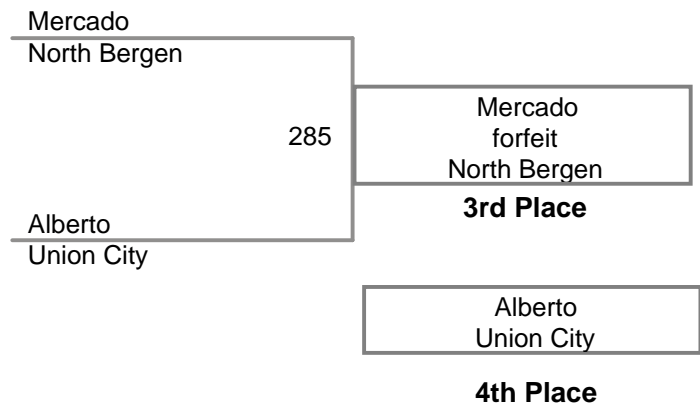 Mercado
North Bergen
285
Mercado
forfeit
North Bergen
3rd Place
Alberto
Union City
Alberto
Union City
4th Place